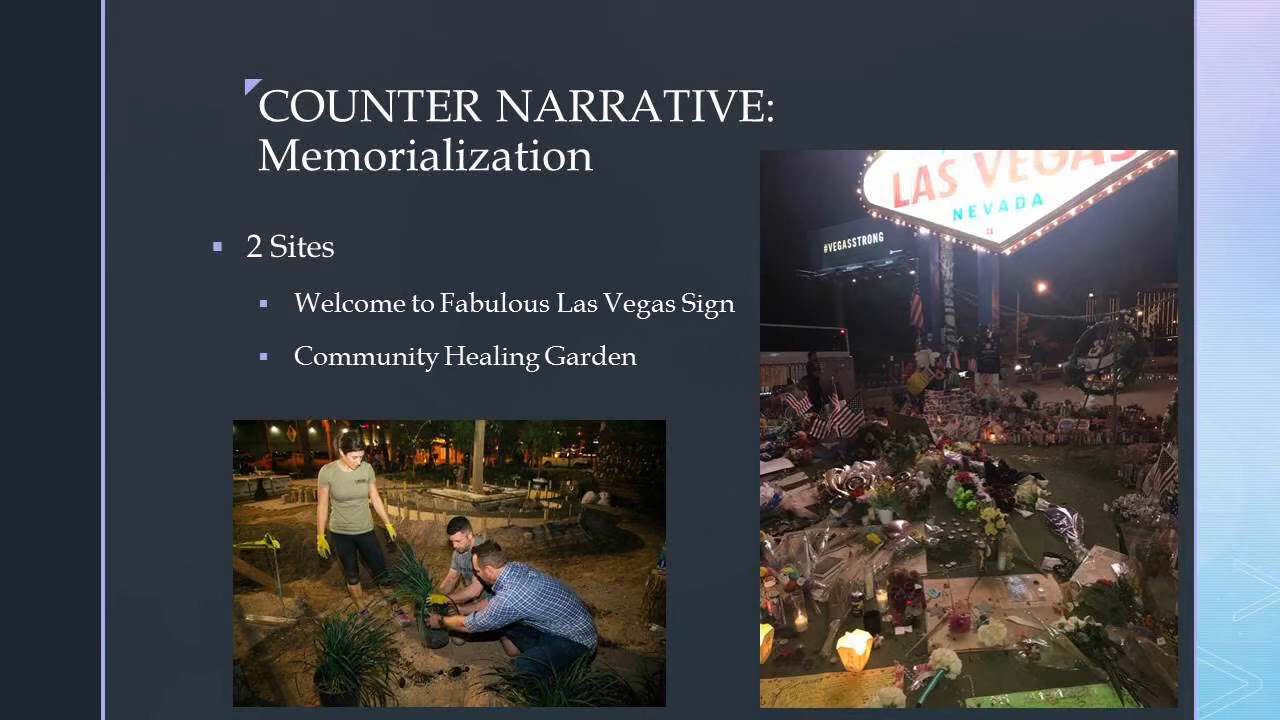 COUNTER NARRATIVE:
Memorialization
2 Sites
Welcome to Fabulous Las Vegas Sign
Community Healing Garden
LAS VEGAS
NEVADA
#VEGASSTRONG